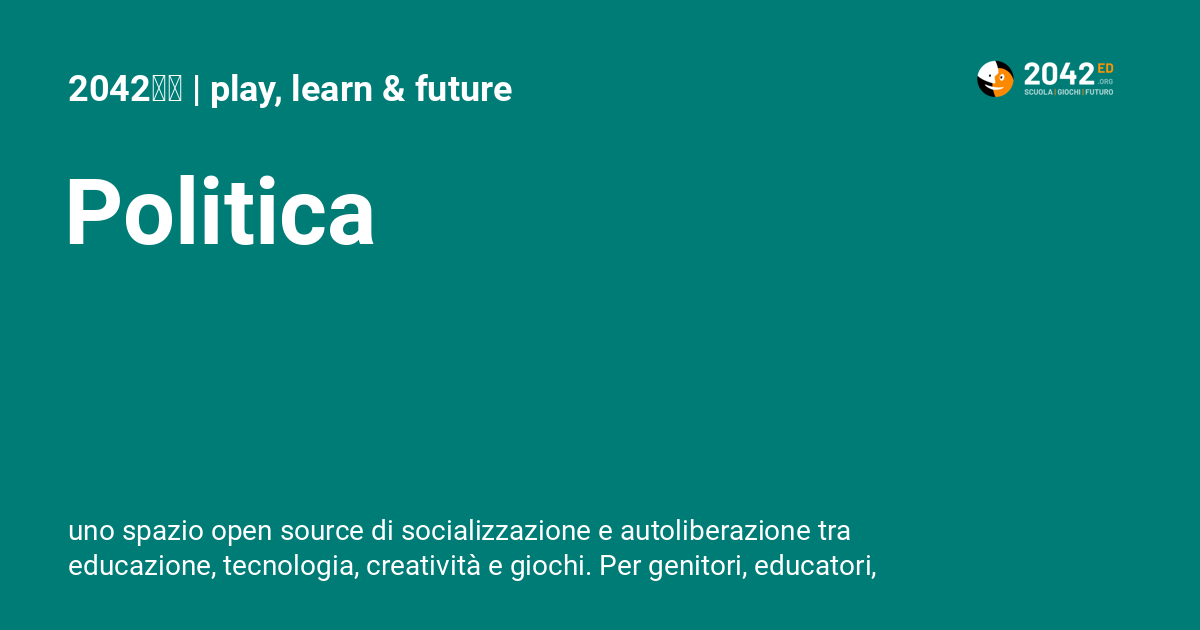 2042 | play, learn & future
2042 ED
.ORG
SCUOLA | GIOCHI | FUTURO
Politica
uno spazio open source di socializzazione e autoliberazione tra
educazione, tecnologia, creatività e giochi. Per genitori, educatori,